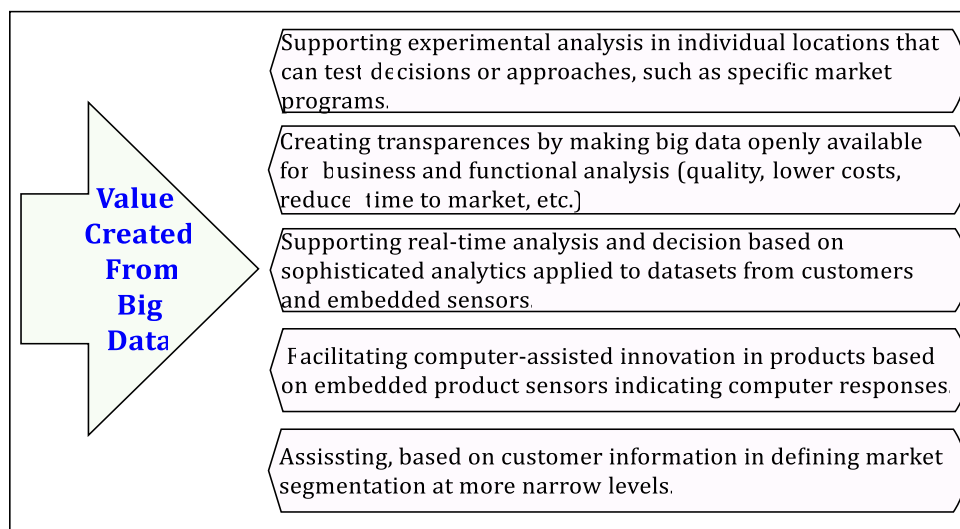 Value
Created
From
Big
Data
Supporting experimental analysis in individual locations that
can test decisions or approaches, such as specific market
programs.
Creating transparences by making big data openly available
for business and functional analysis (quality, lower costs,
reduce time to market, etc.)
Supporting real-time analysis and decision based on
sophisticated analytics applied to datasets from customers
and embedded sensors.
Facilitating computer-assisted innovation in products based
on embedded product sensors indicating computer responses.
Assissting, based on customer information in defining market
segmentation at more narrow levels.